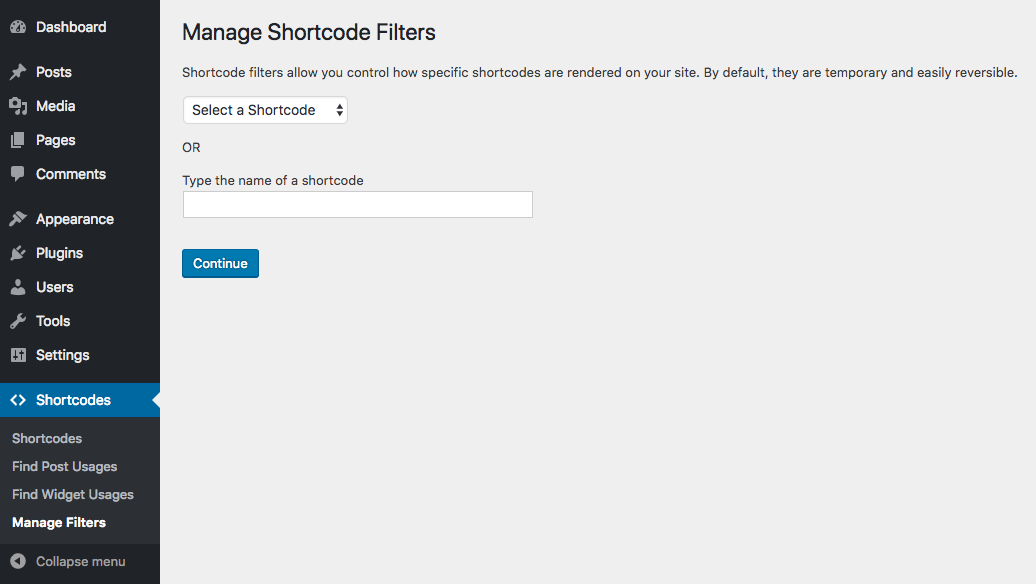 Dashboard
Posts
Media
Pages
Comments
Appearance
Plugins
Users
Tools
Settings
Shortcodes
Shortcodes
Find Post Usages
Find Widget Usages
Manage Filters
Collapse menu
Manage Shortcode Filters
Shortcode filters allow you control how specific shortcodes are rendered on your site. By default, they are temporary and easily reversible.
Select a Shortcode
OR
Type the name of a shortcode
Continue